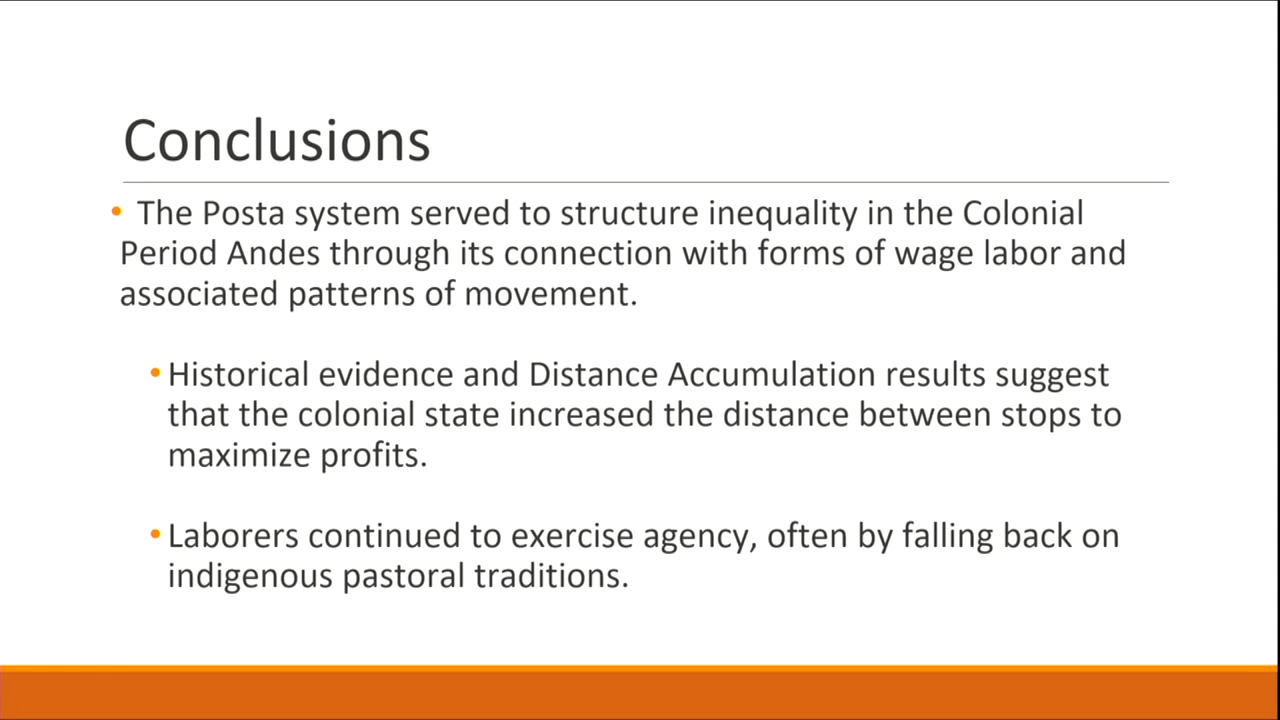 Conclusions
• The Posta system served to structure inequality in the Colonial
Period Andes through its connection with forms of wage labor and
associated patterns of movement.
• Historical evidence and Distance Accumulation results suggest
that the colonial state increased the distance between stops to
maximize profits.
• Laborers continued to exercise agency, often by falling back on
indigenous pastoral traditions.